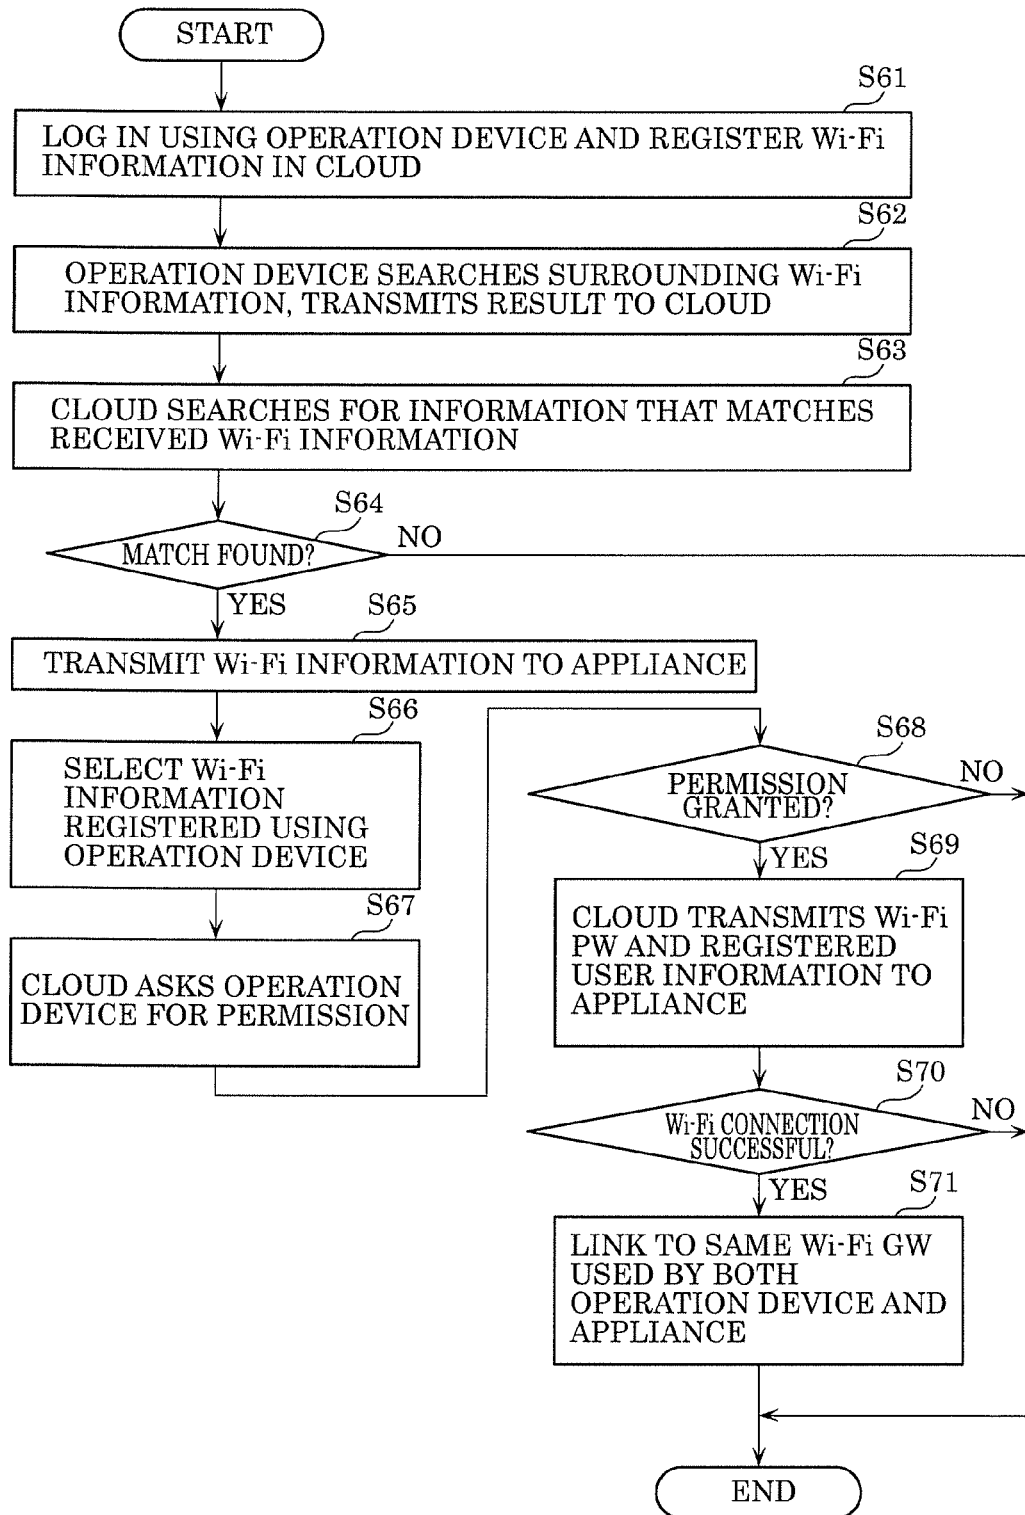 START
S61
LOG IN USING OPERATION DEVICE AND REGISTER Wi-Fi
INFORMATION IN CLOUD
S62
OPERATION DEVICE SEARCHES SURROUNDING Wi-Fi
INFORMATION, TRANSMITS RESULT TO CLOUD
S63
CLOUD SEARCHES FOR INFORMATION THAT MATCHES
RECEIVED Wi-Fi INFORMATION
S64
MATCH FOUND?
NO
YES
S65
TRANSMIT Wi-Fi INFORMATION TO APPLIANCE
S66
SELECT Wi-Fi
INFORMATION
REGISTERED USING
OPERATION DEVICE
S67
CLOUD ASKS OPERATION
DEVICE FOR PERMISSION
S68
PERMISSION
GRANTED?
NO
YES
S69
CLOUD TRANSMITS Wi-Fi
PW AND REGISTERED
USER INFORMATION TO
APPLIANCE
S70
Wi-Fi CONNECTION
SUCCESSFUL?
NO
YES
S71
LINK TO SAME Wi-Fi GW
USED BY BOTH
OPERATION DEVICE AND
APPLIANCE
END